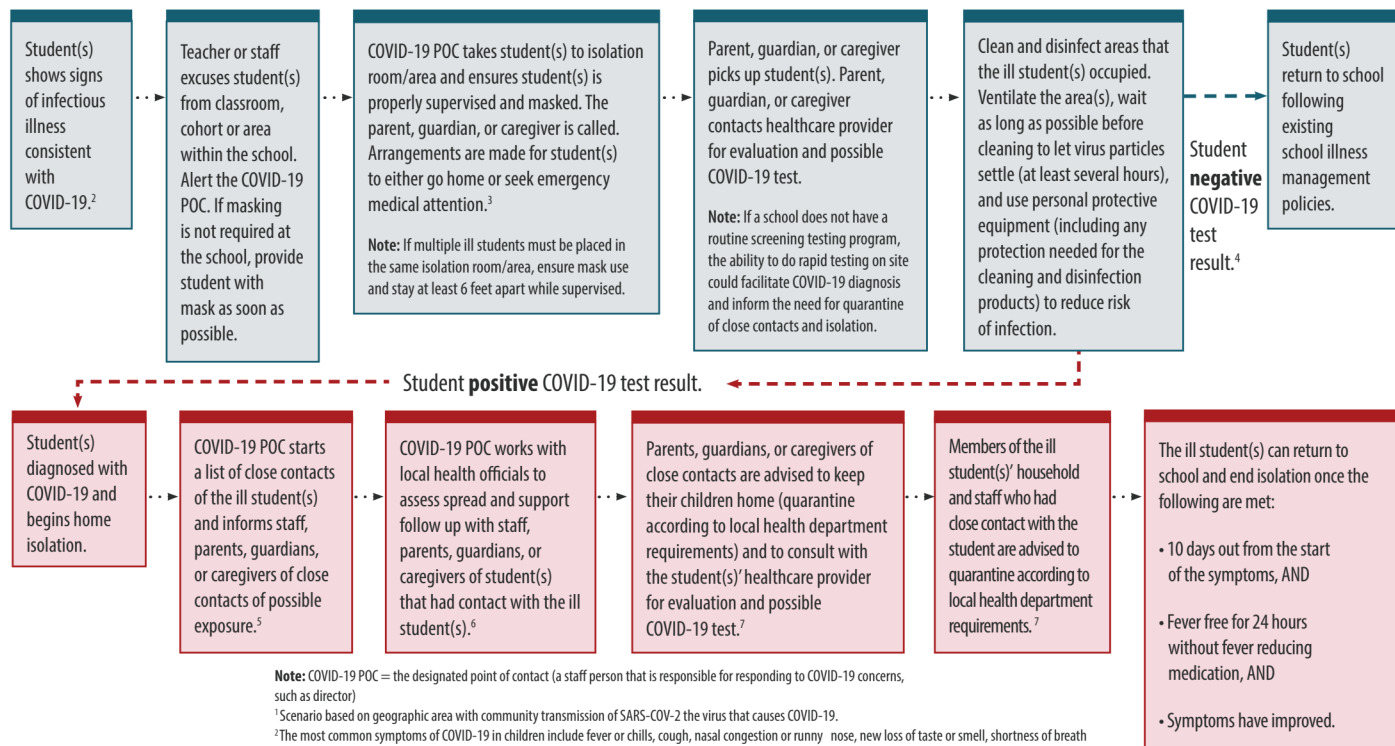 Student(s)
shows signs
of infectious
illness
consistent
with
COVID-19.²
Teacher or staff
excuses student(s)
from classroom,
cohort or area
within the school.
Alert the COVID-19
POC. If masking
is not required at
the school, provide
student with
mask as soon as
possible.
COVID-19 POC takes student(s) to isolation
room/area and ensures student(s) is
properly supervised and masked. The
parent, guardian, or caregiver is called.
Arrangements are made for student(s)
to either go home or seek emergency
medical attention.³
Note: If multiple ill students must be placed in
the same isolation room/area, ensure mask use
and stay at least 6 feet apart while supervised.
Parent, guardian, or caregiver
picks up student(s). Parent,
guardian, or caregiver
contacts healthcare provider
for evaluation and possible
COVID-19 test.
Note: If a school does not have a
routine screening testing program,
the ability to do rapid testing on site
could facilitate COVID-19 diagnosis
and inform the need for quarantine
of close contacts and isolation.
Clean and disinfect areas that
the ill student(s) occupied.
Ventilate the area(s), wait
as long as possible before
cleaning to let virus particles
settle (at least several hours),
and use personal protective
equipment (including any
protection needed for the
cleaning and disinfection
products) to reduce risk
of infection.
Student
negative
COVID-19
test
result.⁴
Student(s)
return to school
following
existing
school illness
management
policies.
Student positive COVID-19 test result.
Student(s)
diagnosed with
COVID-19 and
begins home
isolation.
COVID-19 POC starts
a list of close contacts
of the ill student(s)
and informs staff,
parents, guardians,
or caregivers of close
contacts of possible
exposure.⁵
COVID-19 POC works with
local health officials to
assess spread and support
follow up with staff,
parents, guardians, or
caregivers of student(s)
that had contact with the ill
student(s).⁶
Parents, guardians, or caregivers of
close contacts are advised to keep
their children home (quarantine
according to local health department
requirements) and to consult with
the student(s)' healthcare provider
for evaluation and possible
COVID-19 test.⁷
Members of the ill
student(s)' household
and staff who had
close contact with the
student are advised to
quarantine according to
local health department
requirements. ⁷
The ill student(s) can return to
school and end isolation once the
following are met:
• 10 days out from the start
of the symptoms, AND
• Fever free for 24 hours
without fever reducing
medication, AND
• Symptoms have improved.
Note: COVID-19 POC = the designated point of contact (a staff person that is responsible for responding to COVID-19 concerns,
such as director)
¹ Scenario based on geographic area with community transmission of SARS-COV-2 the virus that causes COVID-19.
² The most common symptoms of COVID-19 in children include fever or chills, cough, nasal congestion or runny nose, new loss of taste or smell, shortness of breath